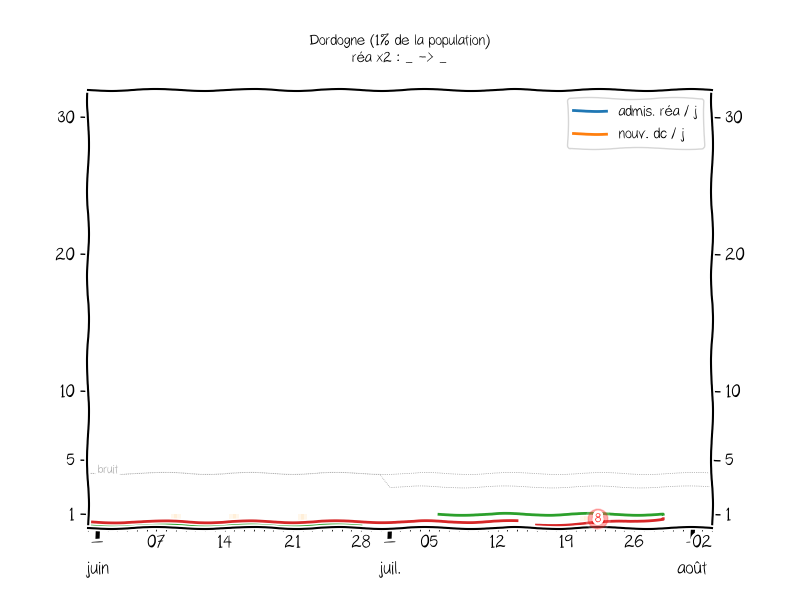 Dordogne (1% de la population)
réa x2 : _ -> _
admis. réa / j
nouv. dc / j
30
30
20
20
10
10
5
5
bruit
1
1
8
07
14
21
28
05
12
19
26
02
juin
juil.
août